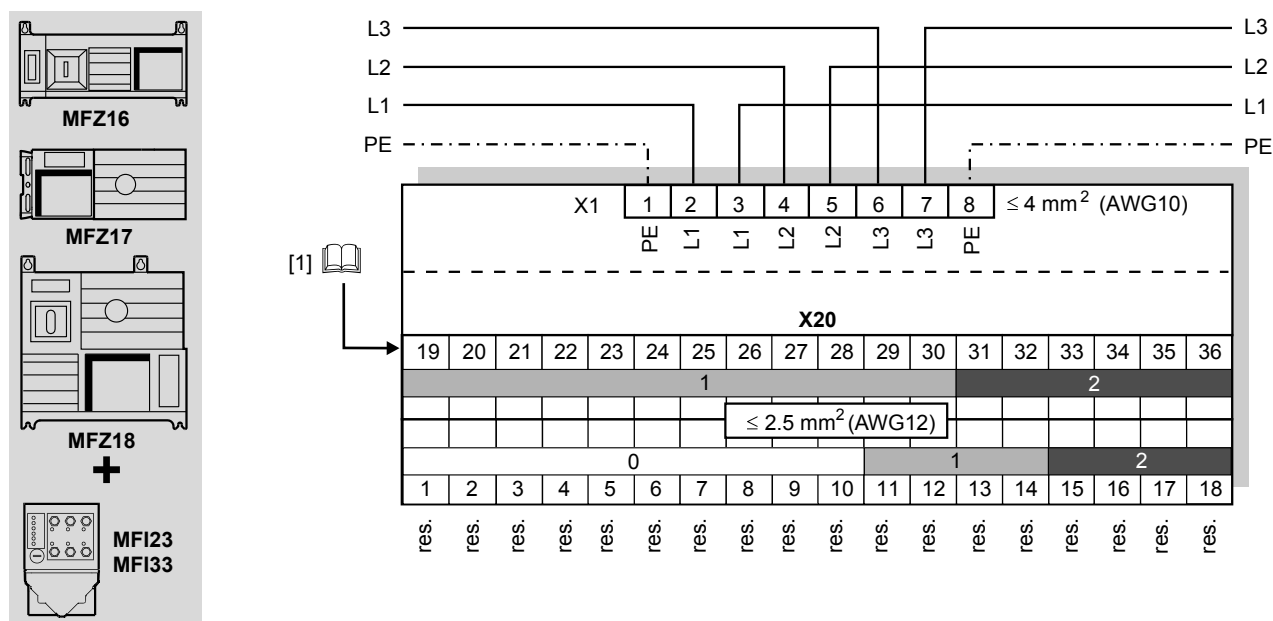 MFZ16
MFZ17
MFZ18
+
MFI23
MFI33
L3 L3
L2 L2
L1 L1
PE PE
X1 1 2 3 4 5 6 7 8 ≤ 4 mm² (AWG10)
PE L1 L1 L2 L2 L3 L3 PE
[1]
X20
19 20 21 22 23 24 25 26 27 28 29 30 31 32 33 34 35 36
1 2
≤ 2.5 mm² (AWG12)
0 1 2
1 2 3 4 5 6 7 8 9 10 11 12 13 14 15 16 17 18
res. res. res. res. res. res. res. res. res. res. res. res. res. res. res. res. res. res.